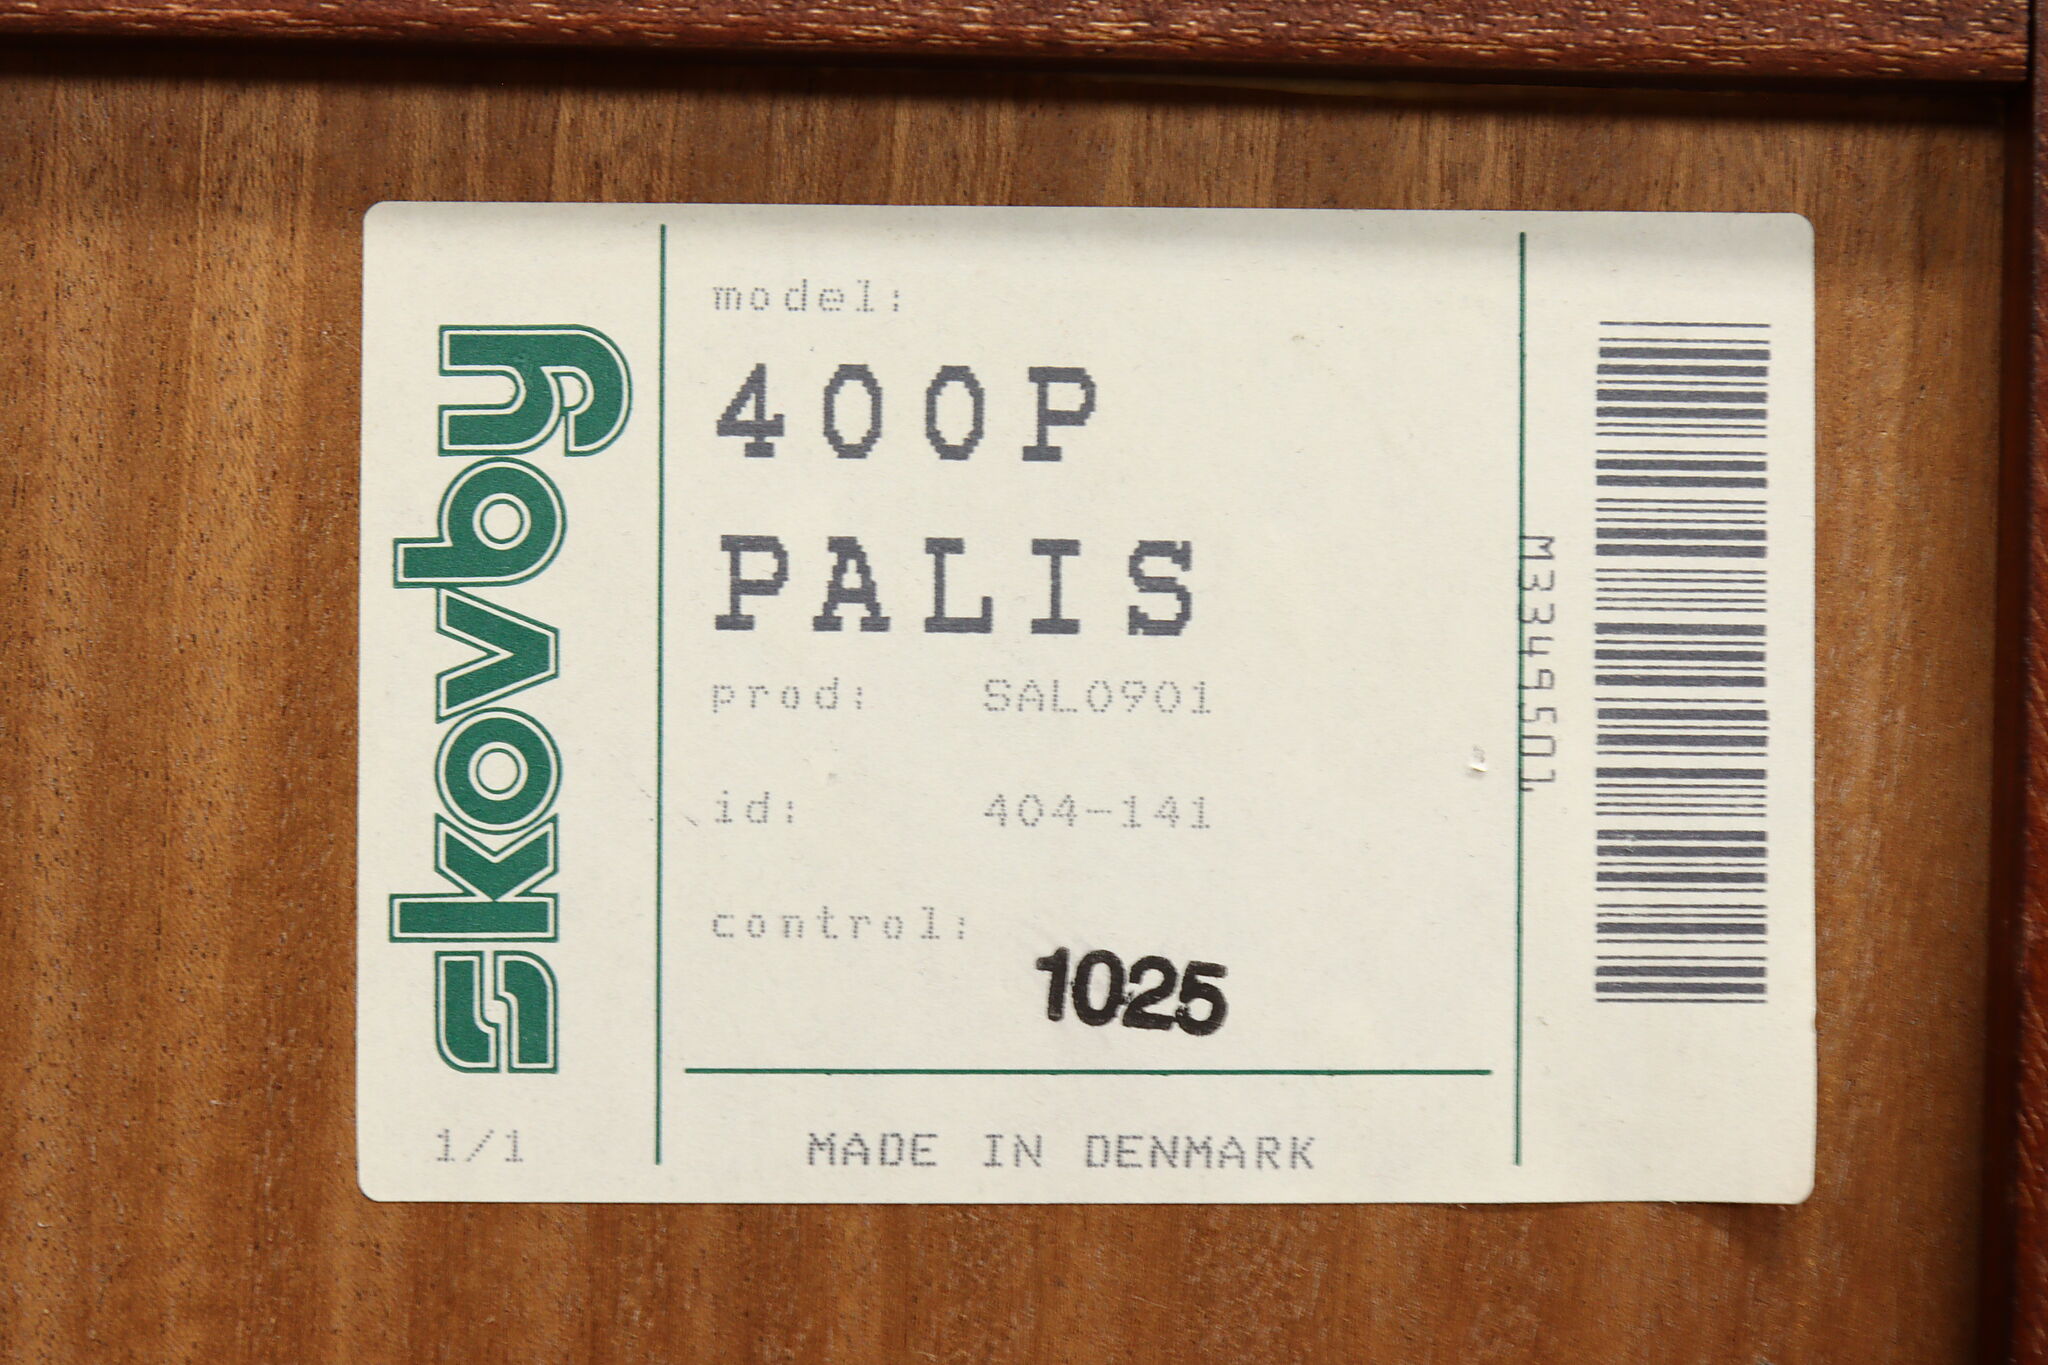 skovby
model:
400P
PALIS
prod: SAL0901
id: 404-141
control:
1025
1/1
MADE IN DENMARK
M3349501